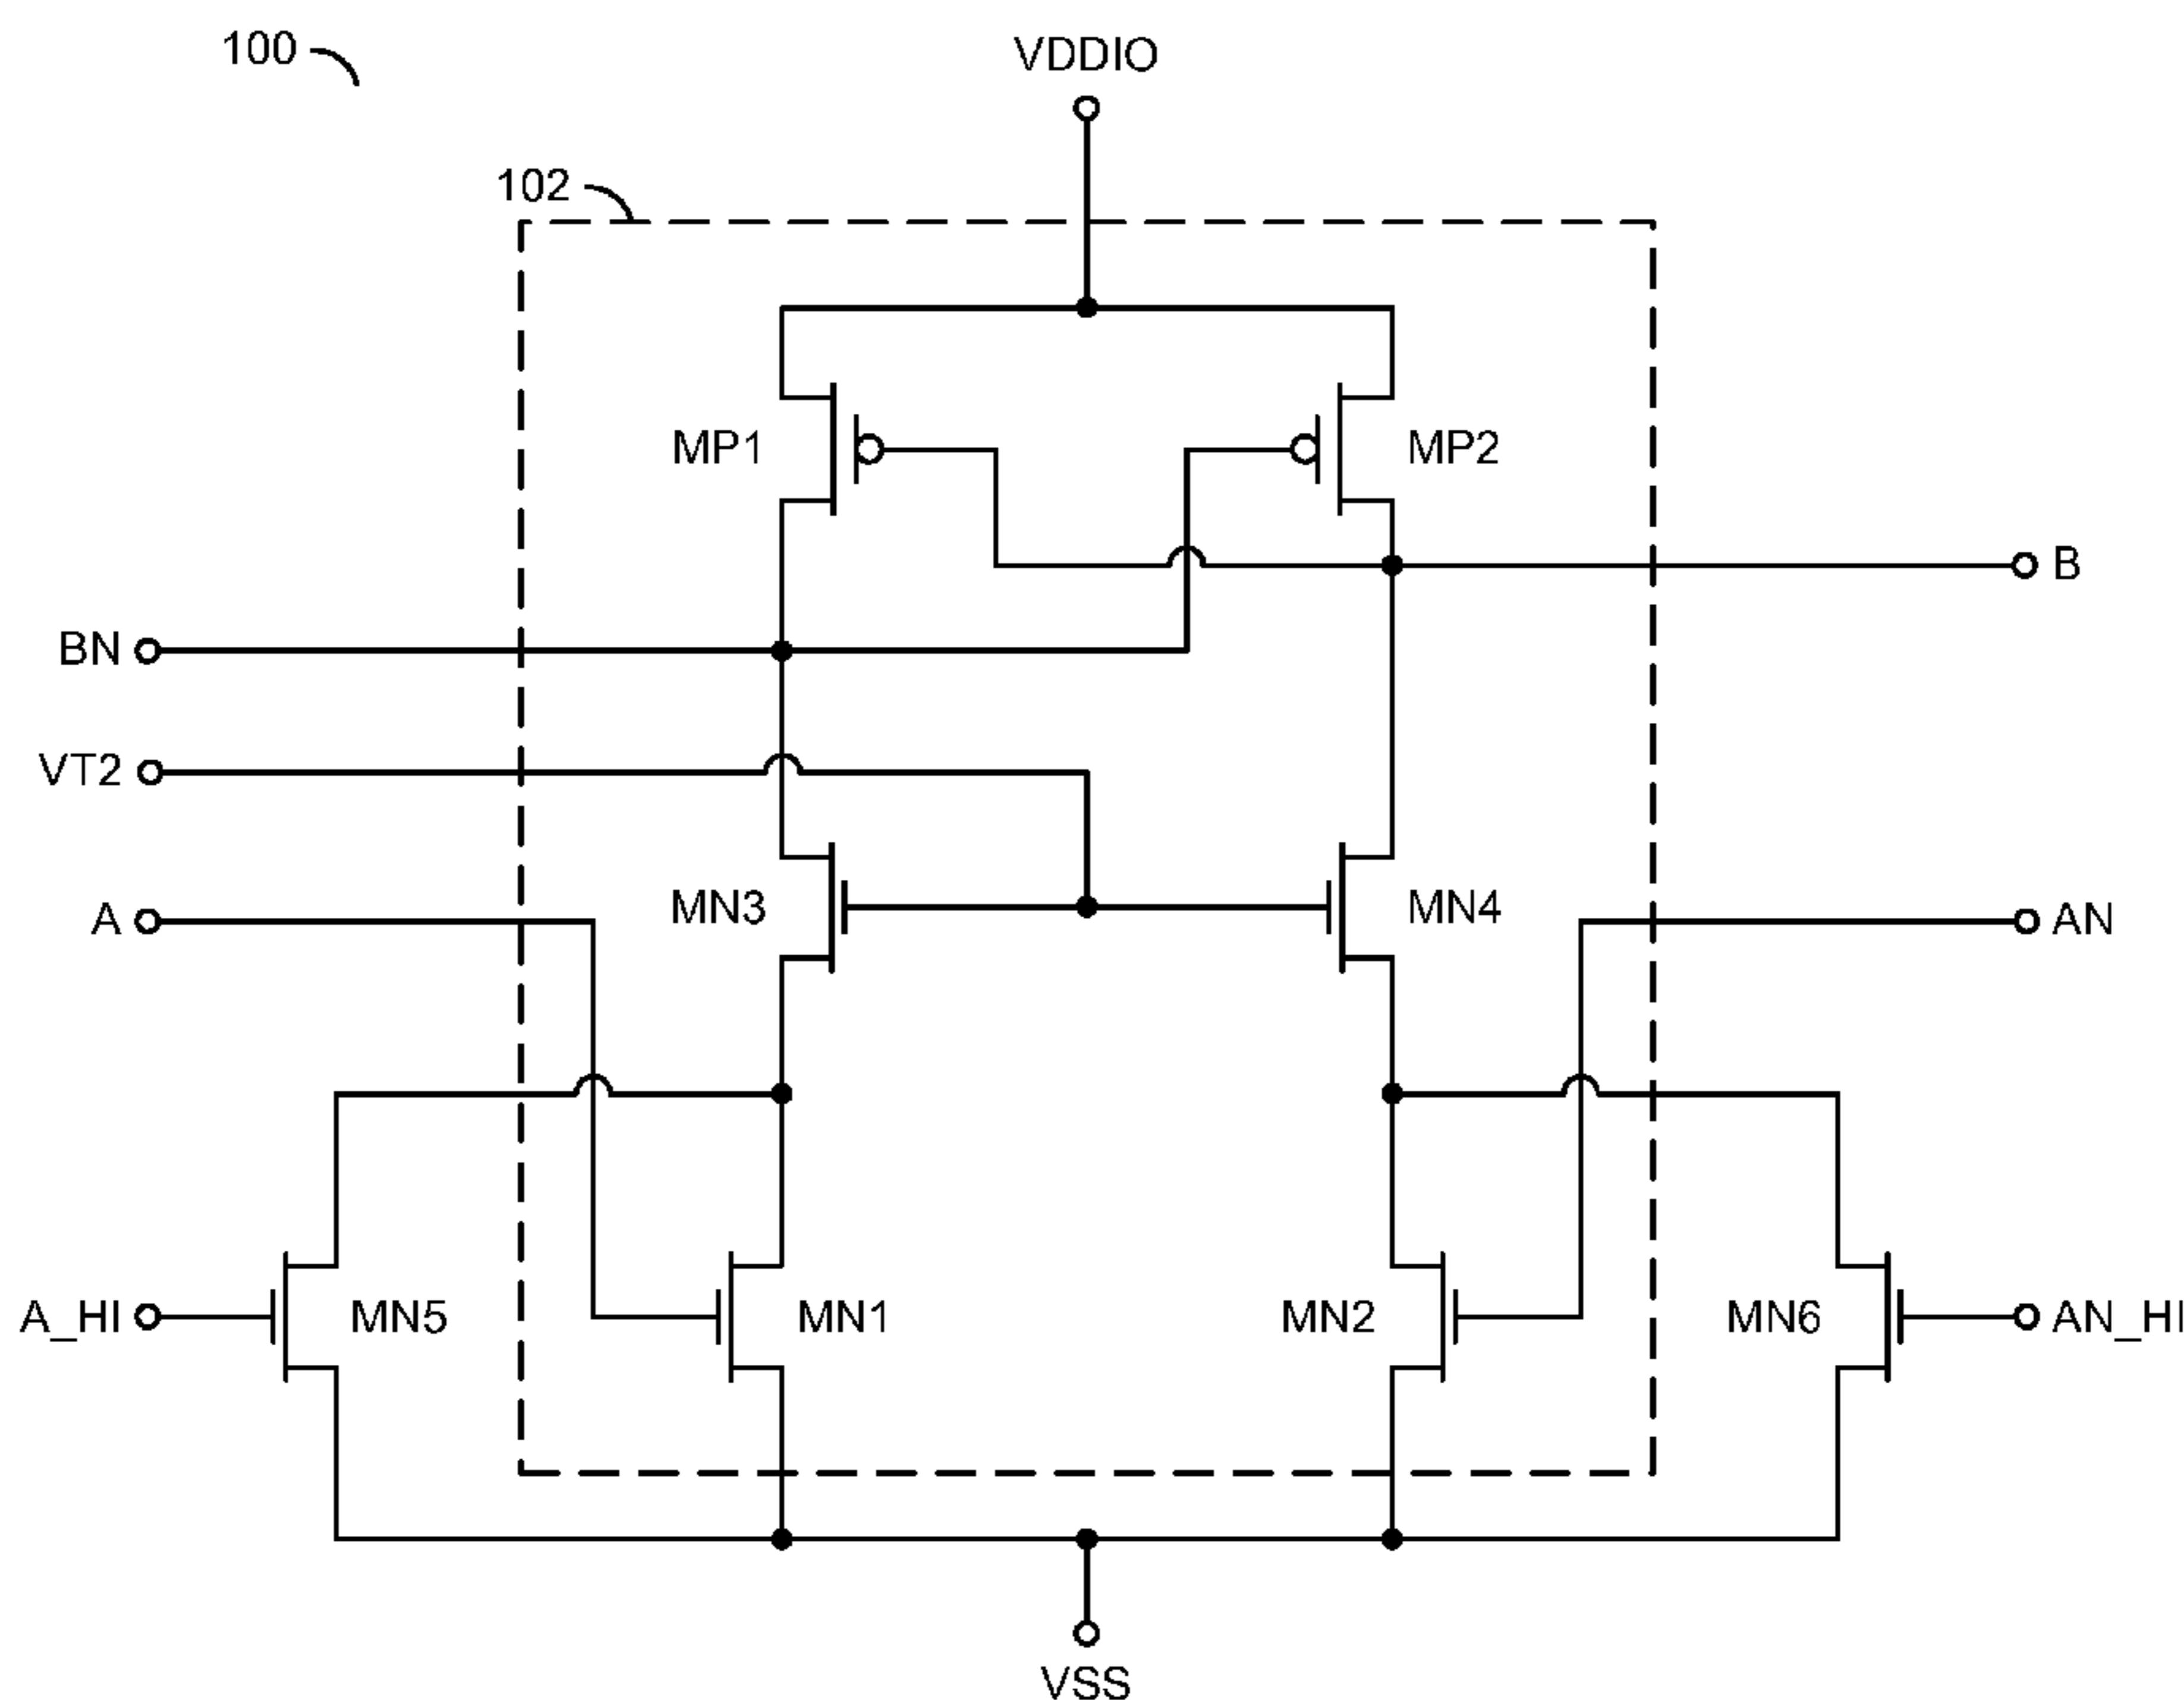 100
VDDIO
102
MP1
MP2
B
BN
VT2
MN3
MN4
A
AN
A_HI
MN5
MN1
MN2
MN6
AN_HI
VSS